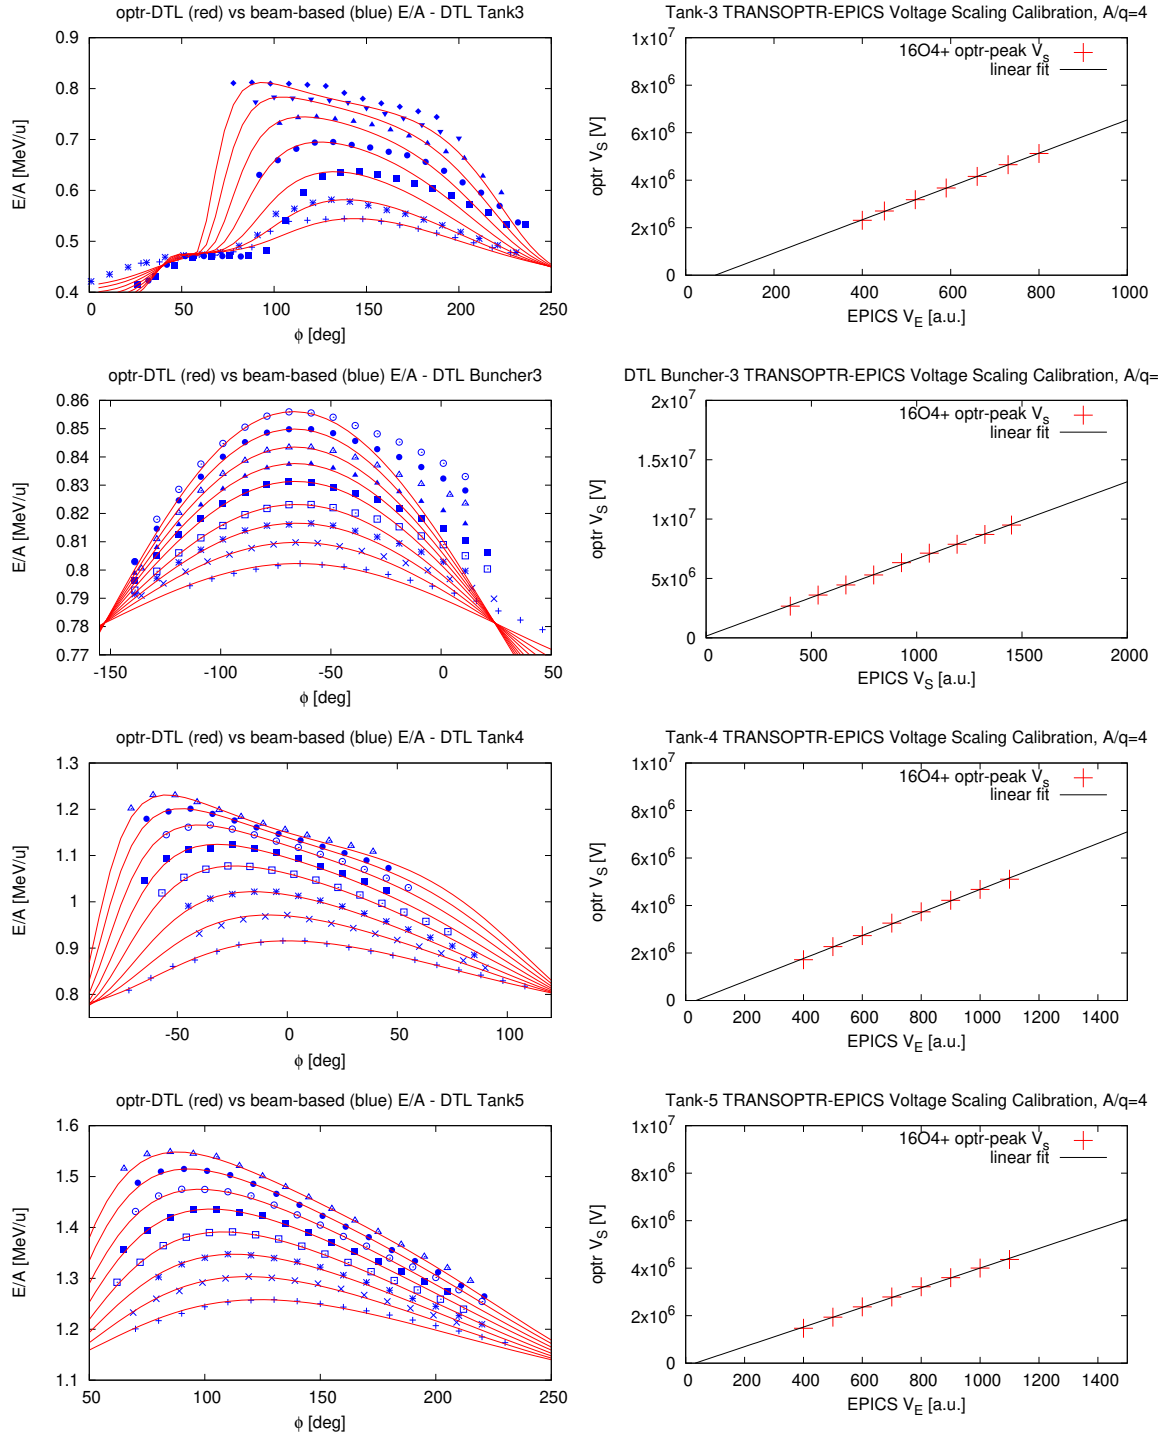 optr-DTL (red) vs beam-based (blue) E/A - DTL Tank3
E/A [MeV/u]
0.9
0.8
0.7
0.6
0.5
0.4
0 50 100 150 200 250
ϕ [deg]
Tank-3 TRANSOPTR-EPICS Voltage Scaling Calibration, A/q=4
optr V_S [V]
1x10^7
8x10^6
6x10^6
4x10^6
2x10^6
0
16O4+ optr-peak V_s
linear fit
0 200 400 600 800 1000
EPICS V_E [a.u.]
optr-DTL (red) vs beam-based (blue) E/A - DTL Buncher3
E/A [MeV/u]
0.86
0.85
0.84
0.83
0.82
0.81
0.8
0.79
0.78
0.77
-150 -100 -50 0 50
ϕ [deg]
DTL Buncher-3 TRANSOPTR-EPICS Voltage Scaling Calibration, A/q=
optr V_S [V]
2x10^7
1.5x10^7
1x10^7
5x10^6
0
16O4+ optr-peak V_s
linear fit
0 500 1000 1500 2000
EPICS V_S [a.u.]
optr-DTL (red) vs beam-based (blue) E/A - DTL Tank4
E/A [MeV/u]
1.3
1.2
1.1
1
0.9
0.8
-50 0 50 100
ϕ [deg]
Tank-4 TRANSOPTR-EPICS Voltage Scaling Calibration, A/q=4
optr V_S [V]
1x10^7
8x10^6
6x10^6
4x10^6
2x10^6
0
16O4+ optr-peak V_s
linear fit
0 200 400 600 800 1000 1200 1400
EPICS V_E [a.u.]
optr-DTL (red) vs beam-based (blue) E/A - DTL Tank5
E/A [MeV/u]
1.6
1.5
1.4
1.3
1.2
1.1
50 100 150 200 250
ϕ [deg]
Tank-5 TRANSOPTR-EPICS Voltage Scaling Calibration, A/q=4
optr V_S [V]
1x10^7
8x10^6
6x10^6
4x10^6
2x10^6
0
16O4+ optr-peak V_s
linear fit
0 200 400 600 800 1000 1200 1400
EPICS V_E [a.u.]